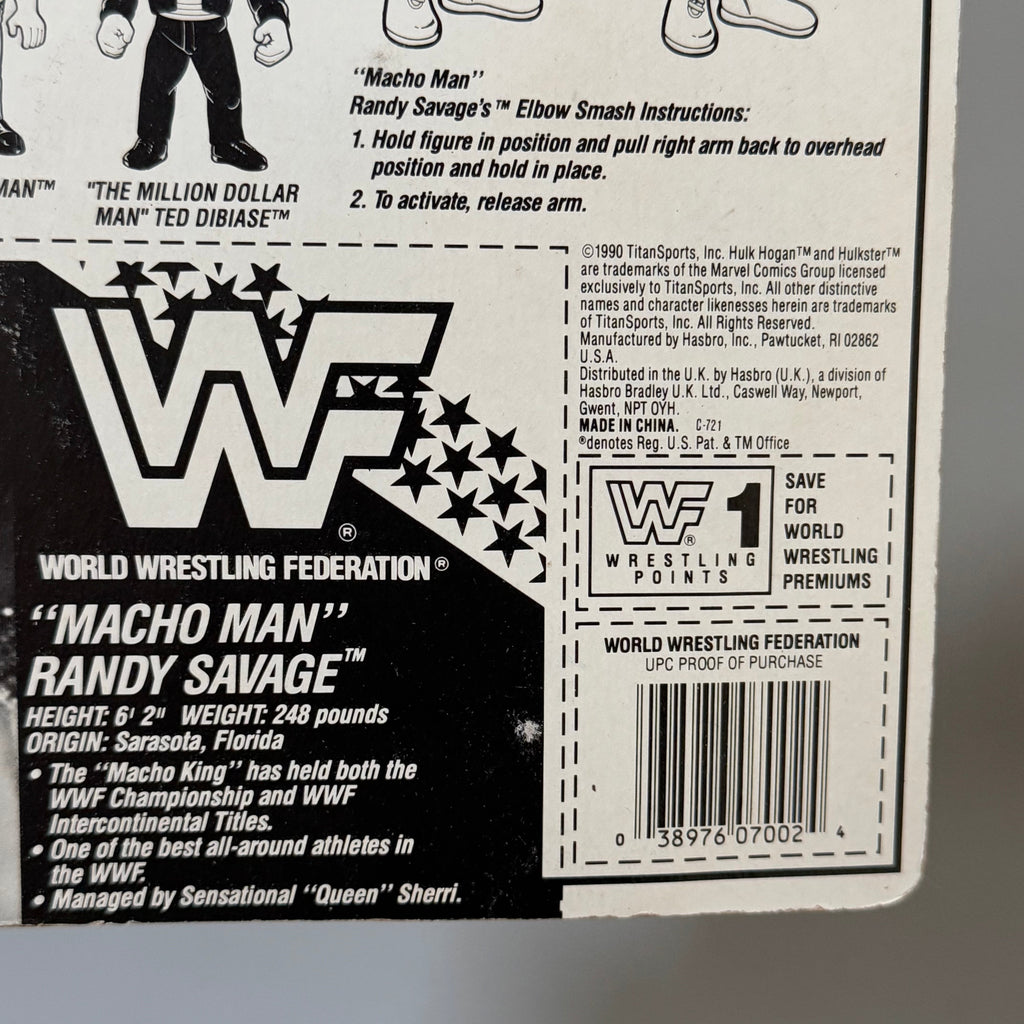 MAN™
"THE MILLION DOLLAR
MAN" TED DIBIASE™
"Macho Man"
Randy Savage's™ Elbow Smash Instructions:
1. Hold figure in position and pull right arm back to overhead
position and hold in place.
2. To activate, release arm.
©1990 TitanSports, Inc. Hulk Hogan™ and Hulkster™
are trademarks of the Marvel Comics Group licensed
exclusively to TitanSports, Inc. All other distinctive
names and character likenesses herein are trademarks
of TitanSports, Inc. All Rights Reserved.
Manufactured by Hasbro, Inc., Pawtucket, RI 02862
U.S.A.
Distributed in the U.K. by Hasbro (U.K.), a division of
Hasbro Bradley U.K. Ltd., Caswell Way, Newport,
Gwent, NPT OYH.
MADE IN CHINA. C-721
®denotes Reg. U.S. Pat. & TM Office
WF®
WORLD WRESTLING FEDERATION®
"MACHO MAN"
RANDY SAVAGE™
HEIGHT: 6' 2" WEIGHT: 248 pounds
ORIGIN: Sarasota, Florida
• The "Macho King" has held both the
WWF Championship and WWF
Intercontinental Titles.
• One of the best all-around athletes in
the WWF.
• Managed by Sensational "Queen" Sherri.
WF® 1
WRESTLING
POINTS
SAVE
FOR
WORLD
WRESTLING
PREMIUMS
WORLD WRESTLING FEDERATION
UPC PROOF OF PURCHASE
0 38976 07002 4